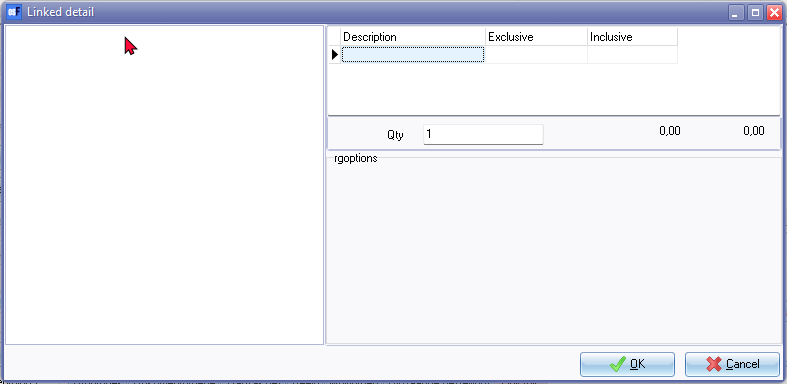 Linked detail
Description Exclusive Inclusive
Qty 1 0,00 0,00
rgoptions
OK Cancel